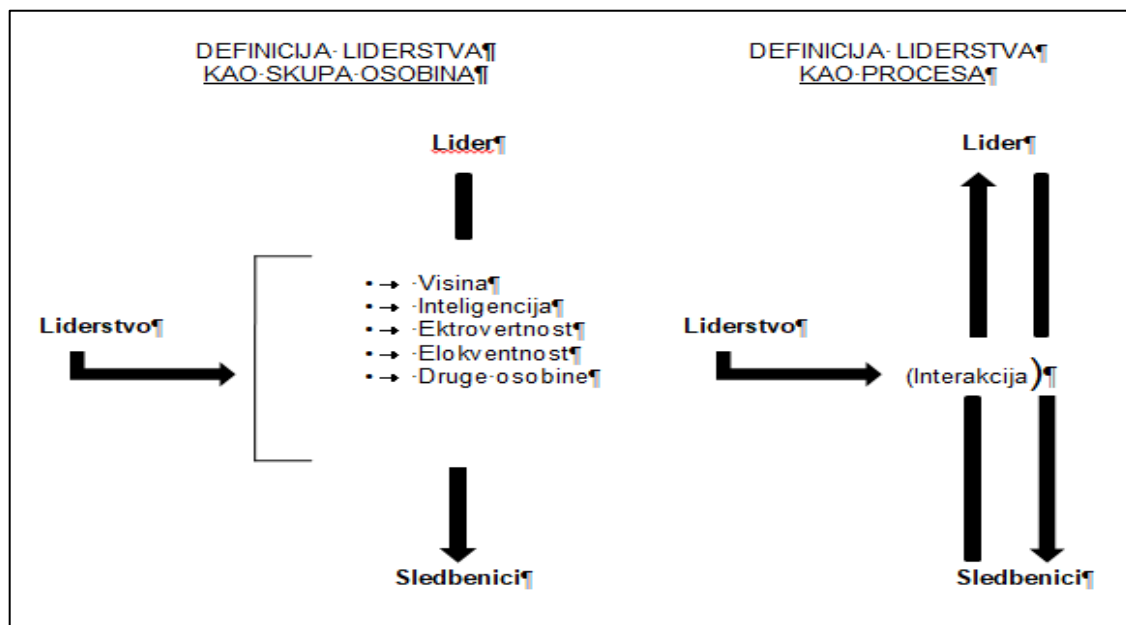 DEFINICIJA·LIDERSTVA¶
KAO·SKUPA·OSOBINA¶
Lider¶
Liderstvo¶
•→·Visina¶
•→·Inteligencija¶
•→·Ektrovertnost¶
•→·Elokventnost¶
•→·Druge·osobine¶
Sledbenici¶
DEFINICIJA·LIDERSTVA¶
KAO·PROCESA¶
Lider¶
Liderstvo¶
(Interakcija)¶
Sledbenici¶